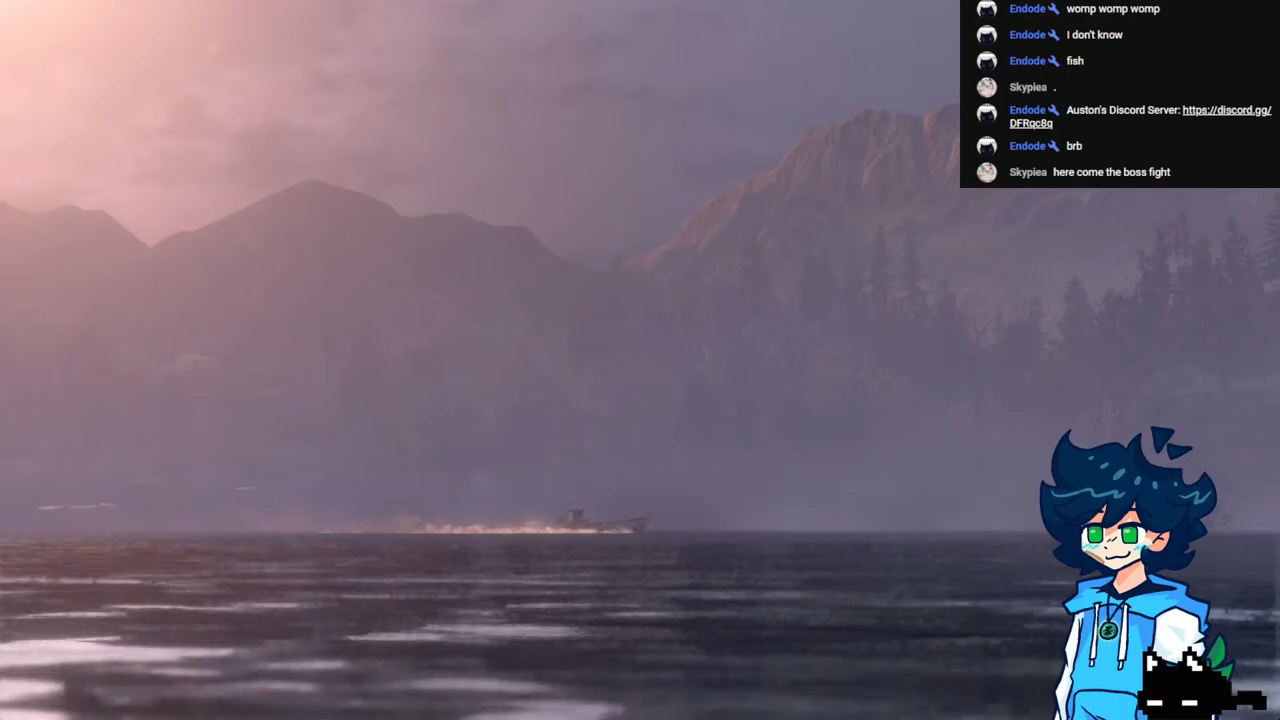 Endode womp womp womp
Endode I don't know
Endode fish
Skypiea .
Endode Auston's Discord Server: https://discord.gg/
DFRqc8q
Endode brb
Skypiea here come the boss fight